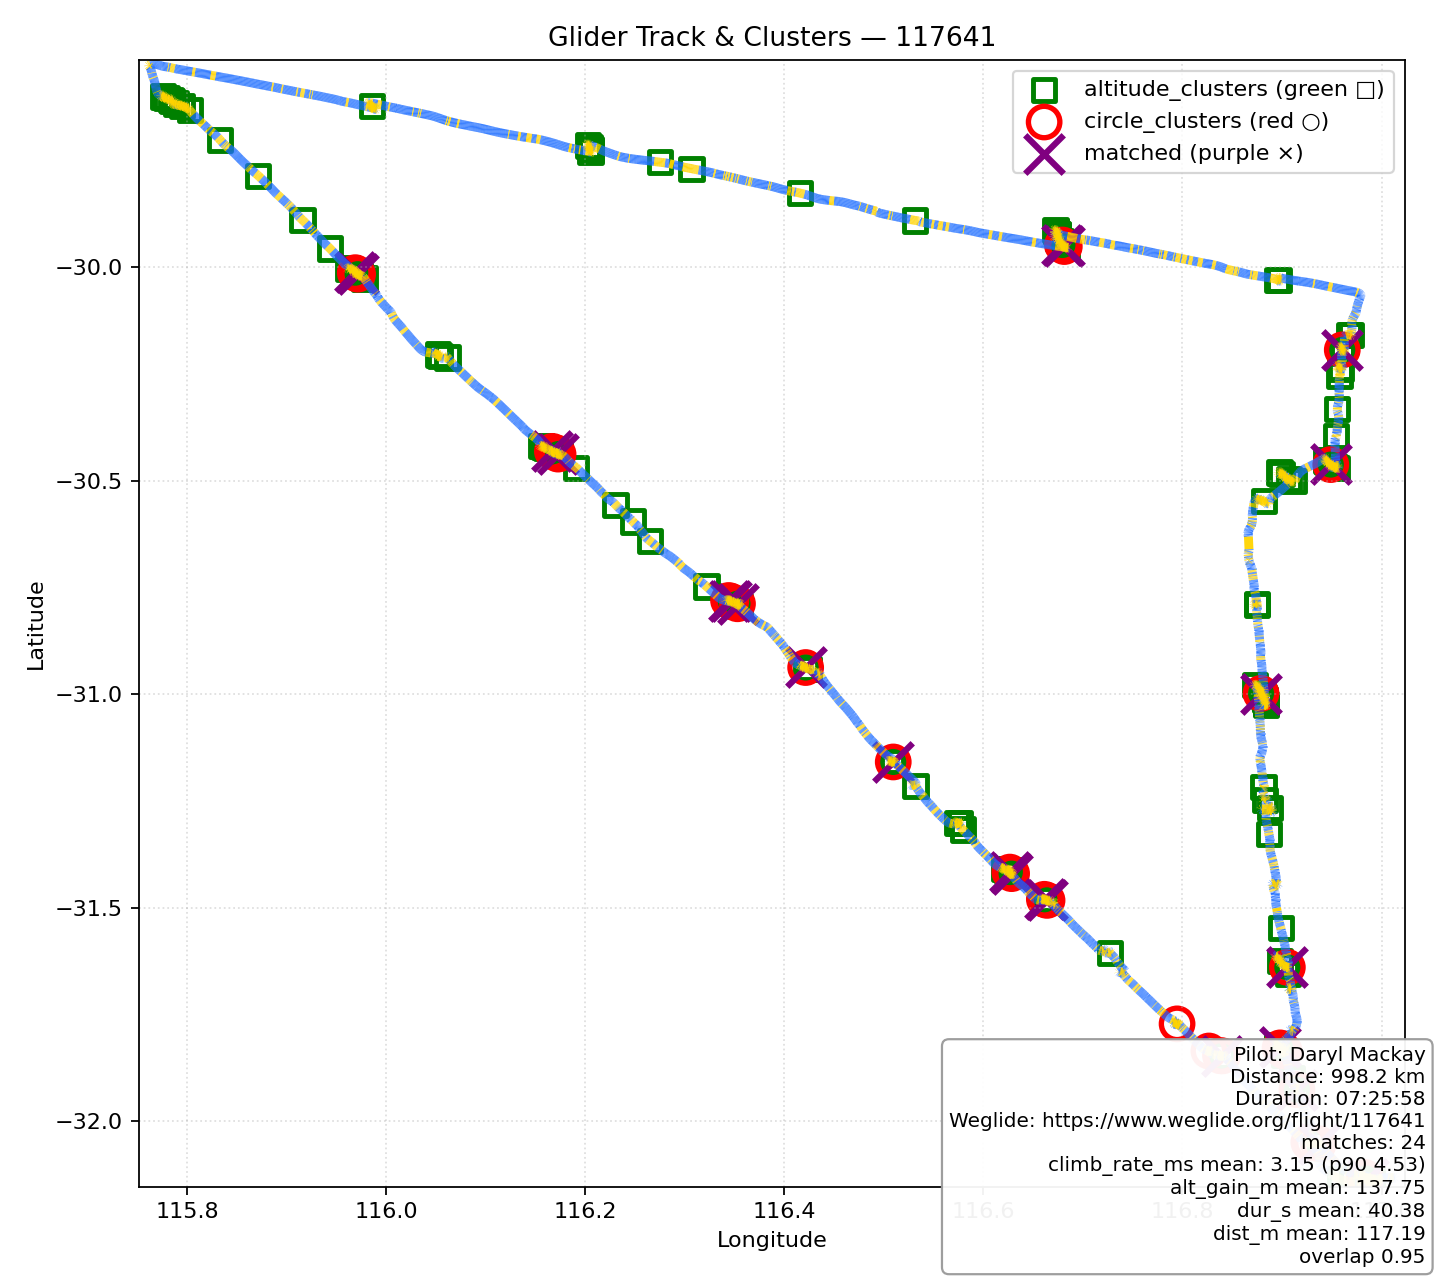 Glider Track & Clusters — 117641
altitude_clusters (green □)
circle_clusters (red ○)
matched (purple ×)
Latitude
−30.0
−30.5
−31.0
−31.5
−32.0
115.8
116.0
116.2
116.4
116.6
116.8
Longitude
Pilot: Daryl Mackay
Distance: 998.2 km
Duration: 07:25:58
Weglide: https://www.weglide.org/flight/117641
matches: 24
climb_rate_ms mean: 3.15 (p90 4.53)
alt_gain_m mean: 137.75
dur_s mean: 40.38
dist_m mean: 117.19
overlap 0.95